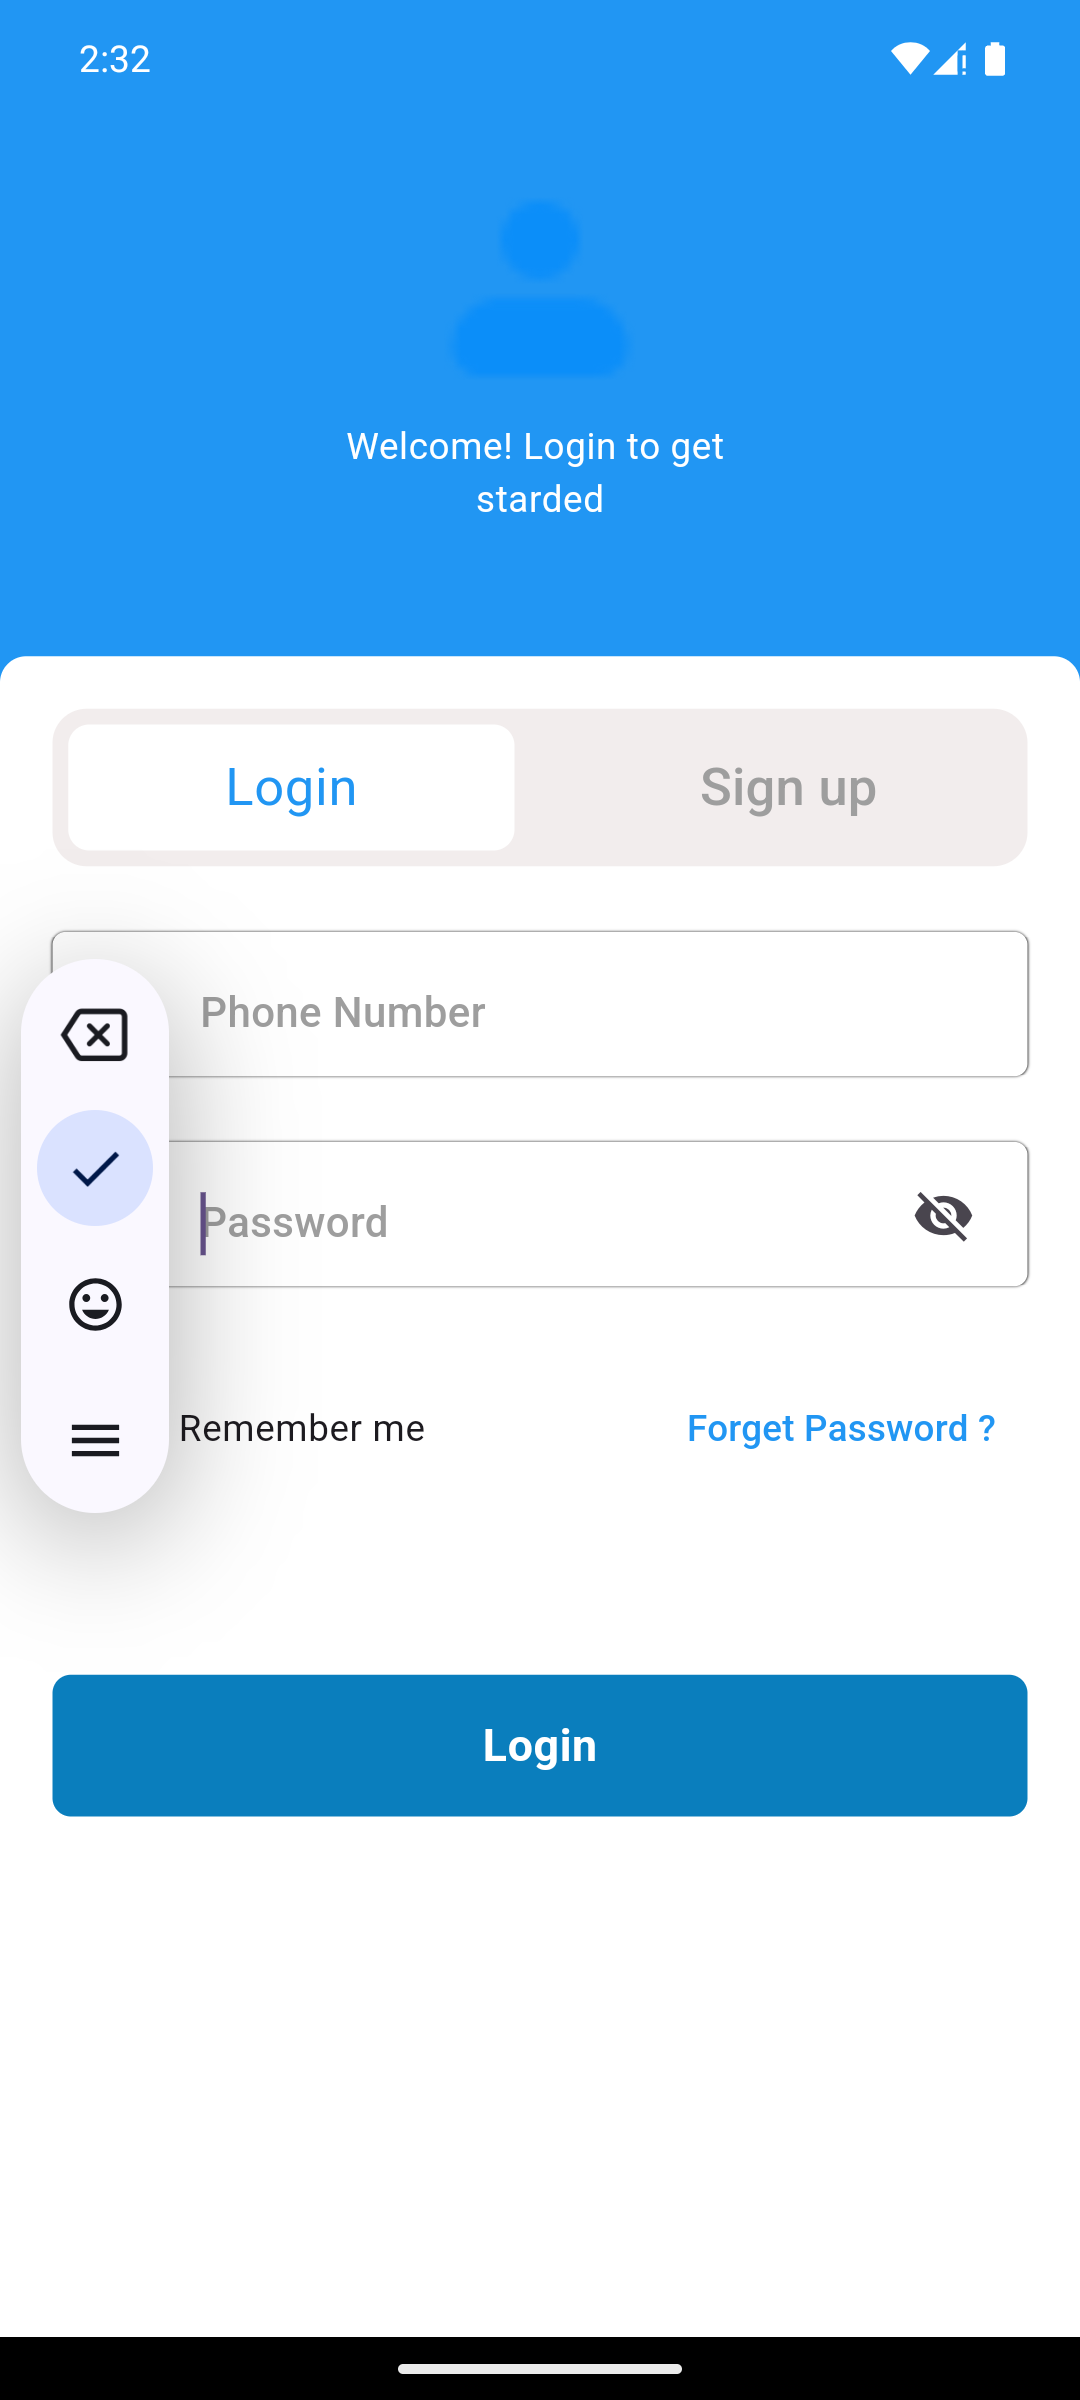 2:32
Welcome! Login to get
starded
Login
Sign up
Phone Number
Password
Remember me
Forget Password ?
Login